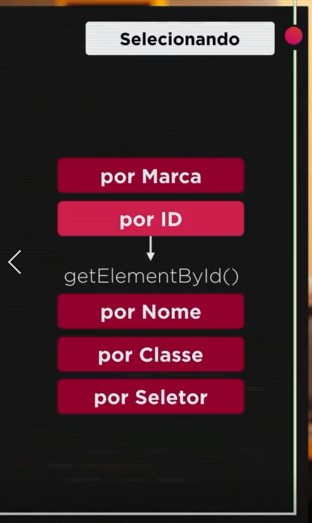 Selecionando
por Marca
por ID
getElementById()
por Nome
por Classe
por Seletor